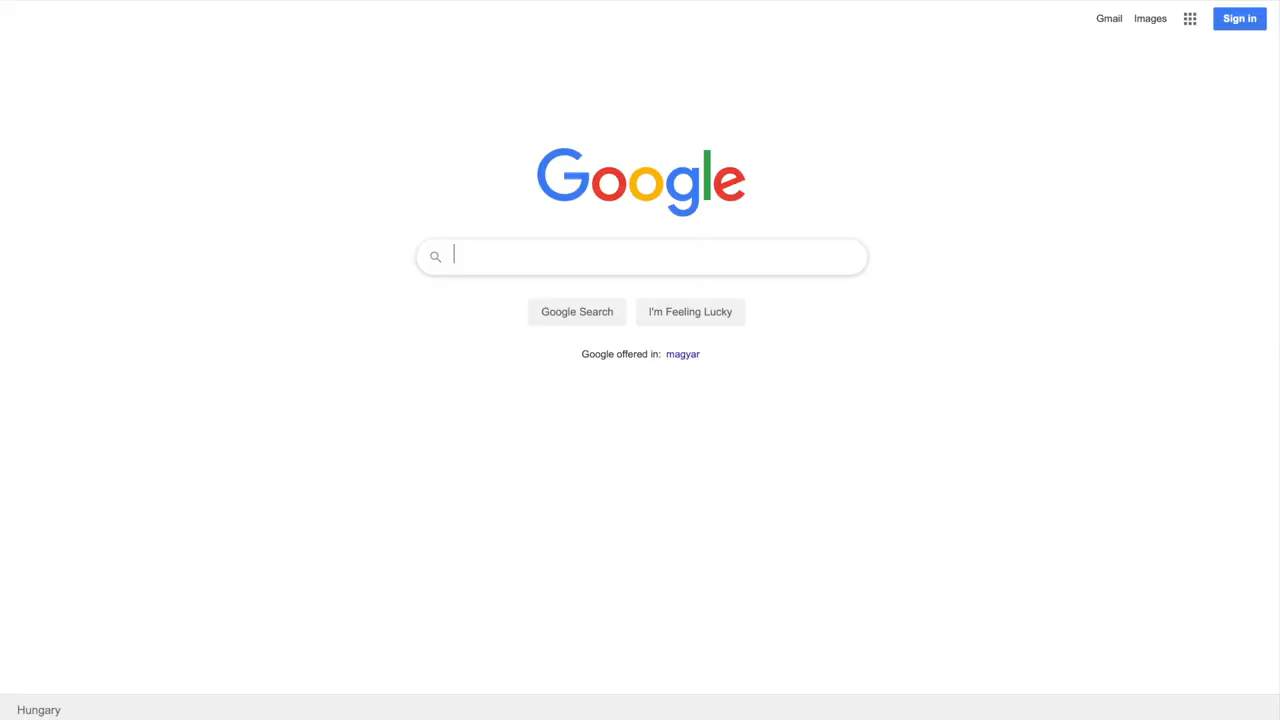 Gmail Images Sign in
Google
Google Search I'm Feeling Lucky
Google offered in: magyar
Hungary